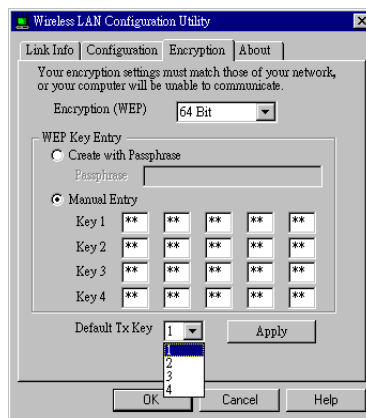 Wireless LAN Configuration Utility
Link Info Configuration Encryption About
Your encryption settings must match those of your network,
or your computer will be unable to communicate.
Encryption (WEP) 64 Bit
WEP Key Entry
Create with Passphrase
Passphrase
Manual Entry
Key 1 ** ** ** ** **
Key 2 ** ** ** ** **
Key 3 ** ** ** ** **
Key 4 ** ** ** ** **
Default Tx Key 1 Apply
1
2
3
4
OK Cancel Help